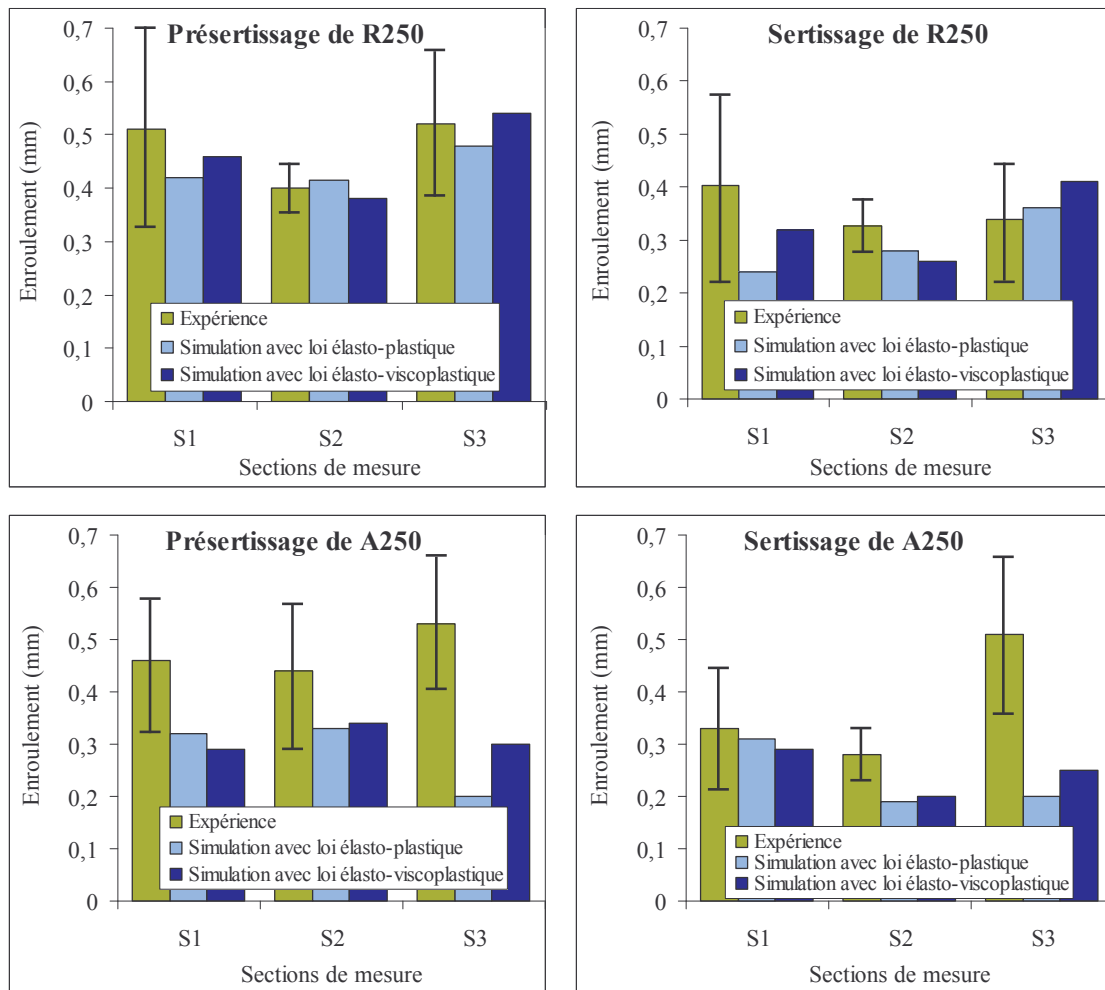 Présertissage de R250
0,7
0,6
0,5
0,4
0,3
0,2
0,1
0
Enroulement (mm)
Expérience
Simulation avec loi élasto-plastique
Simulation avec loi élasto-viscoplastique
S1 S2 S3
Sections de mesure
Sertissage de R250
0,7
0,6
0,5
0,4
0,3
0,2
0,1
0
Enroulement (mm)
Expérience
Simulation avec loi élasto-plastique
Simulation avec loi élasto-viscoplastique
S1 S2 S3
Sections de mesure
Présertissage de A250
0,7
0,6
0,5
0,4
0,3
0,2
0,1
0
Enroulement (mm)
Expérience
Simulation avec loi élasto-plastique
Simulation avec loi élasto-viscoplastique
S1 S2 S3
Sections de mesure
Sertissage de A250
0,7
0,6
0,5
0,4
0,3
0,2
0,1
0
Enroulement (mm)
Expérience
Simulation avec loi élasto-plastique
Simulation avec loi élasto-viscoplastique
S1 S2 S3
Sections de mesure